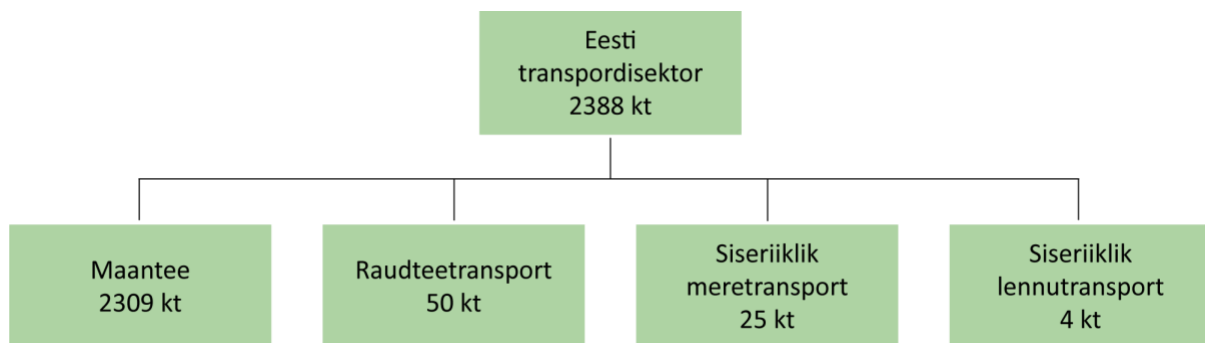 Eesti
transpordisektor
2388 kt
Maantee
2309 kt
Raudteetransport
50 kt
Siseriiklik
meretransport
25 kt
Siseriiklik
lennutransport
4 kt